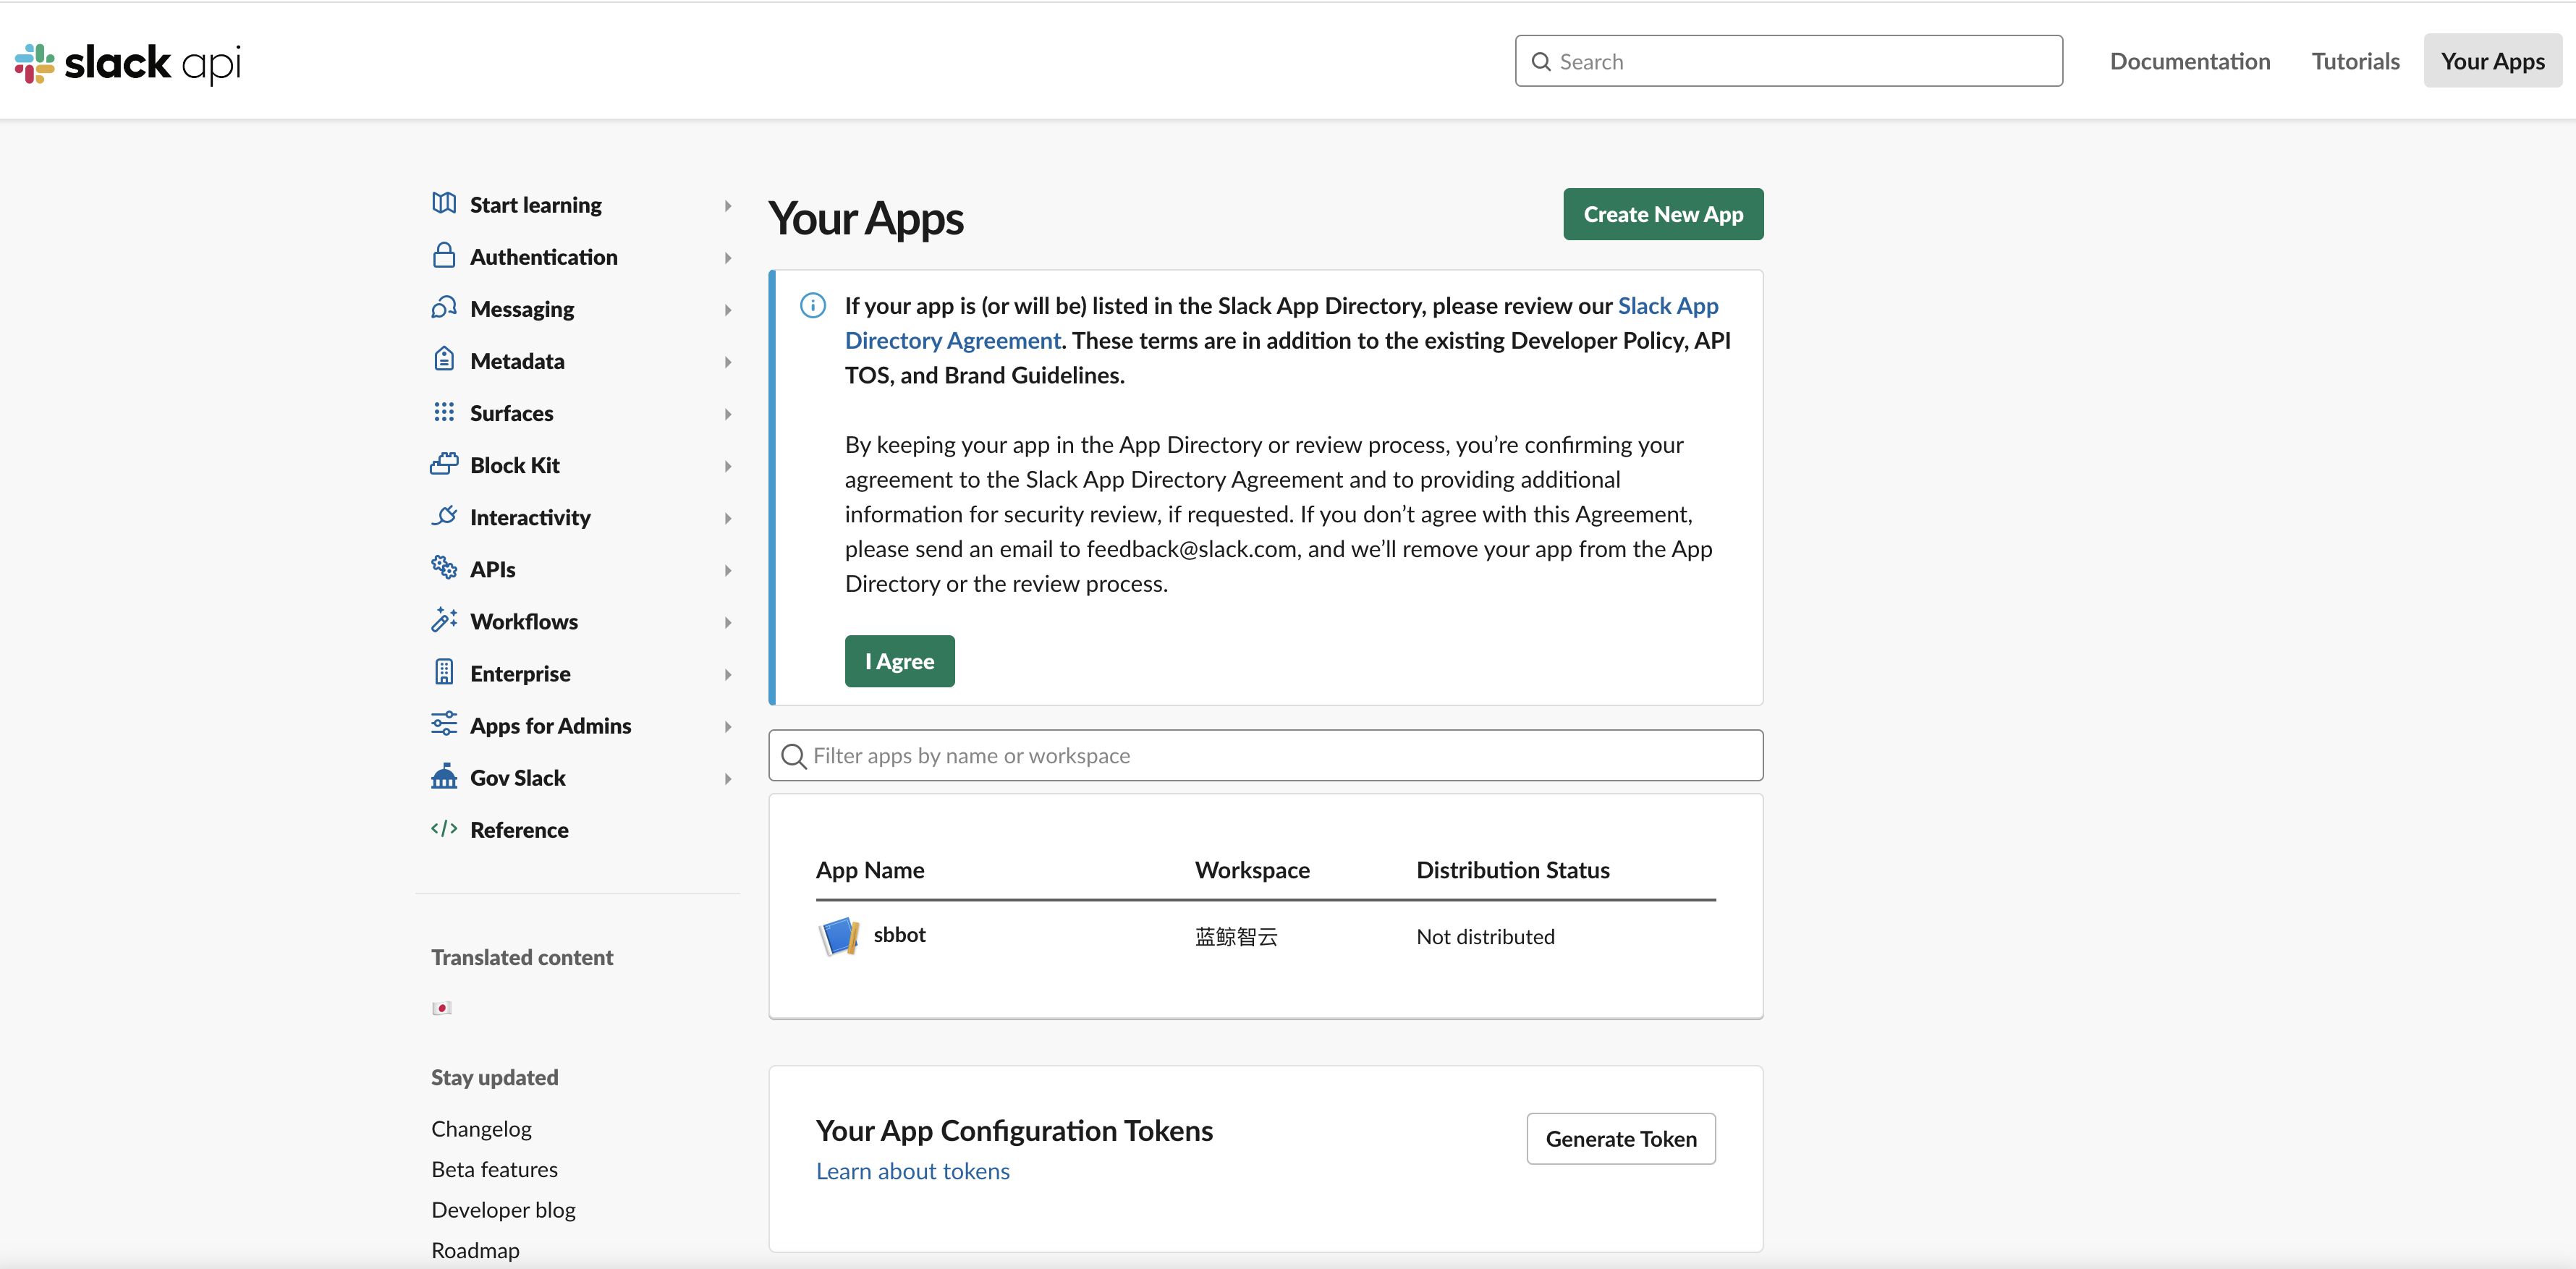 slack api
Search
Documentation
Tutorials
Your Apps
Start learning
Authentication
Messaging
Metadata
Surfaces
Block Kit
Interactivity
APIs
Workflows
Enterprise
Apps for Admins
Gov Slack
Reference
Translated content
Stay updated
Changelog
Beta features
Developer blog
Roadmap
Your Apps
Create New App
If your app is (or will be) listed in the Slack App Directory, please review our Slack App
Directory Agreement. These terms are in addition to the existing Developer Policy, API
TOS, and Brand Guidelines.
By keeping your app in the App Directory or review process, you’re confirming your
agreement to the Slack App Directory Agreement and to providing additional
information for security review, if requested. If you don’t agree with this Agreement,
please send an email to feedback@slack.com, and we’ll remove your app from the App
Directory or the review process.
I Agree
Filter apps by name or workspace
App Name Workspace Distribution Status
sbbot 蓝鲸智云 Not distributed
Your App Configuration Tokens
Generate Token
Learn about tokens